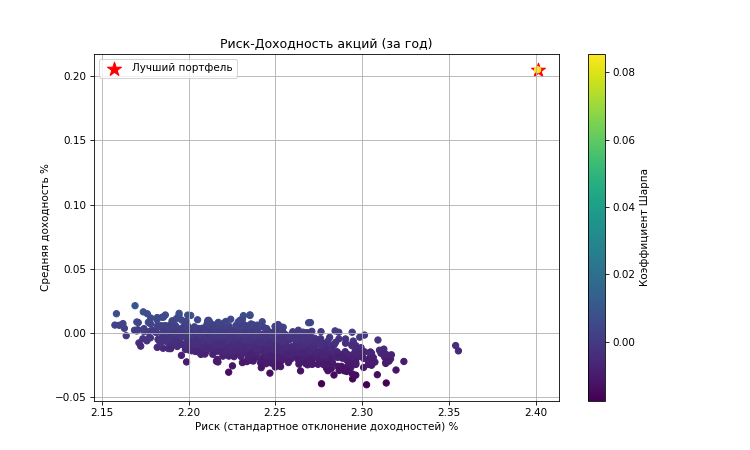 Риск-Доходность акций (за год)
Лучший портфель
0.20
0.15
0.10
0.05
0.00
−0.05
Средняя доходность %
2.15 2.20 2.25 2.30 2.35 2.40
Риск (стандартное отклонение доходностей) %
0.08
0.06
0.04
0.02
0.00
Коэффициент Шарпа